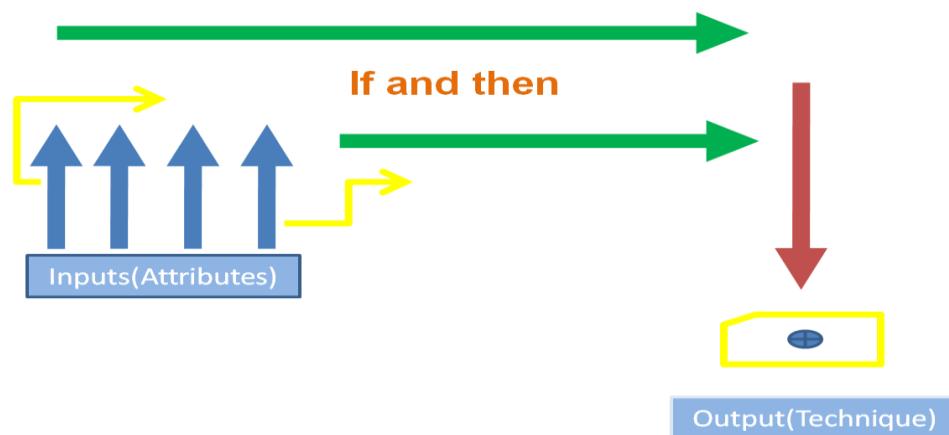 If and then
Inputs(Attributes)
Output(Technique)